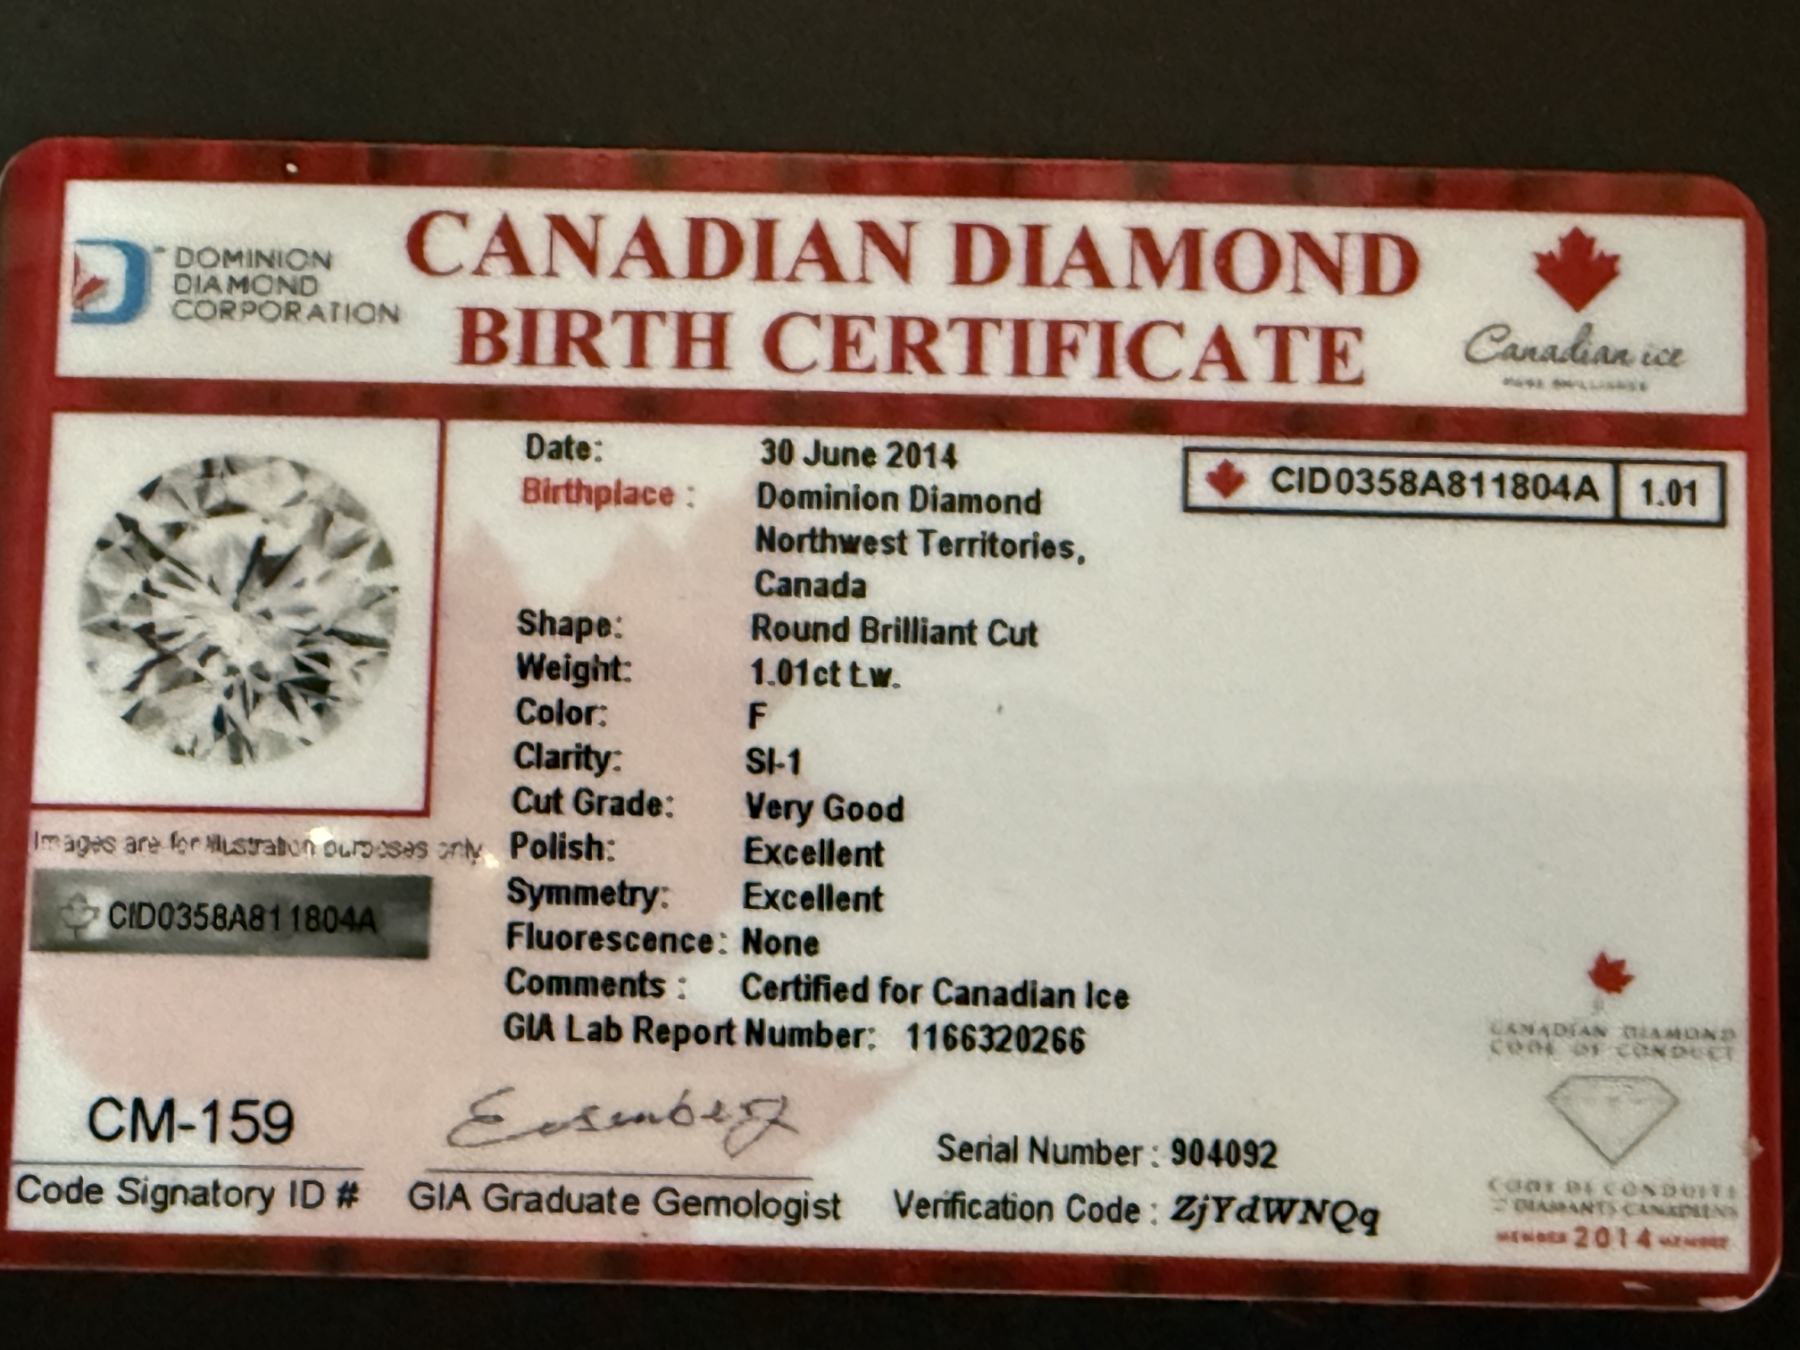 DOMINION
DIAMOND
CORPORATION
CANADIAN DIAMOND
BIRTH CERTIFICATE
Canadian ice
Date: 30 June 2014
Birthplace : Dominion Diamond
Northwest Territories,
Canada
CID0358A811804A 1.01
Shape: Round Brilliant Cut
Weight: 1.01ct t.w.
Color: F
Clarity: SI-1
Cut Grade: Very Good
Images are for illustration purposes only.
Polish: Excellent
Symmetry: Excellent
CID0358A811804A
Fluorescence: None
Comments : Certified for Canadian Ice
GIA Lab Report Number: 1166320266
CANADIAN DIAMOND
CODE OF CONDUCT
CM-159
Eisenberg
Code Signatory ID #
GIA Graduate Gemologist
Serial Number : 904092
Verification Code : ZjYdWNQq
CODE DE CONDUITE
DIAMANTS CANADIENS
MEMBER 2014 MEMBRE